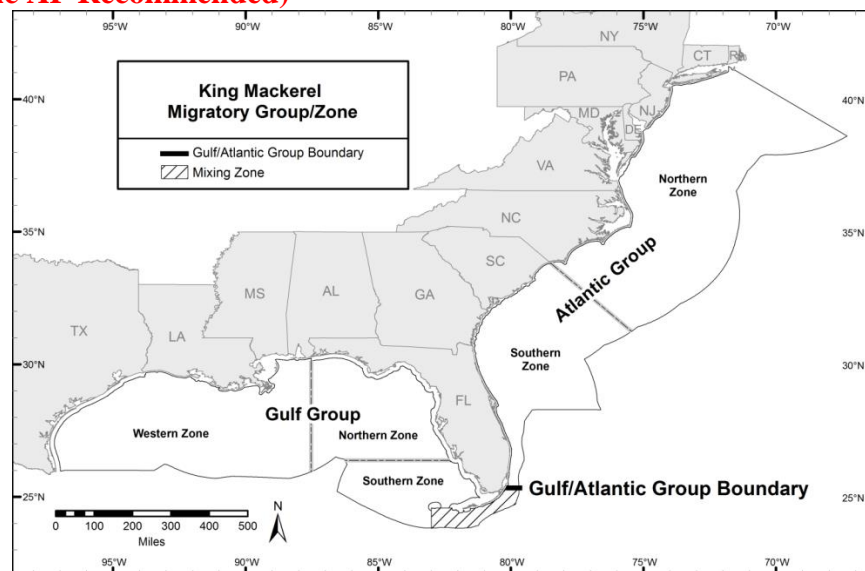 e AP Recommended)
King Mackerel
Migratory Group/Zone
Gulf/Atlantic Group Boundary
Mixing Zone
40°N
35°N
30°N
25°N
NY
CT
PA
NJ
MD
DE
VA
NC
SC
TX
LA
MS
AL
GA
FL
40°N
35°N
30°N
25°N
Northern
Zone
Atlantic Group
Southern
Zone
Gulf Group
Western Zone
Northern Zone
Southern Zone
Gulf/Atlantic Group Boundary
0
100
200
300
400
500
Miles
N
95°W
90°W
85°W
80°W
75°W
70°W
95°W
90°W
85°W
80°W
75°W
70°W